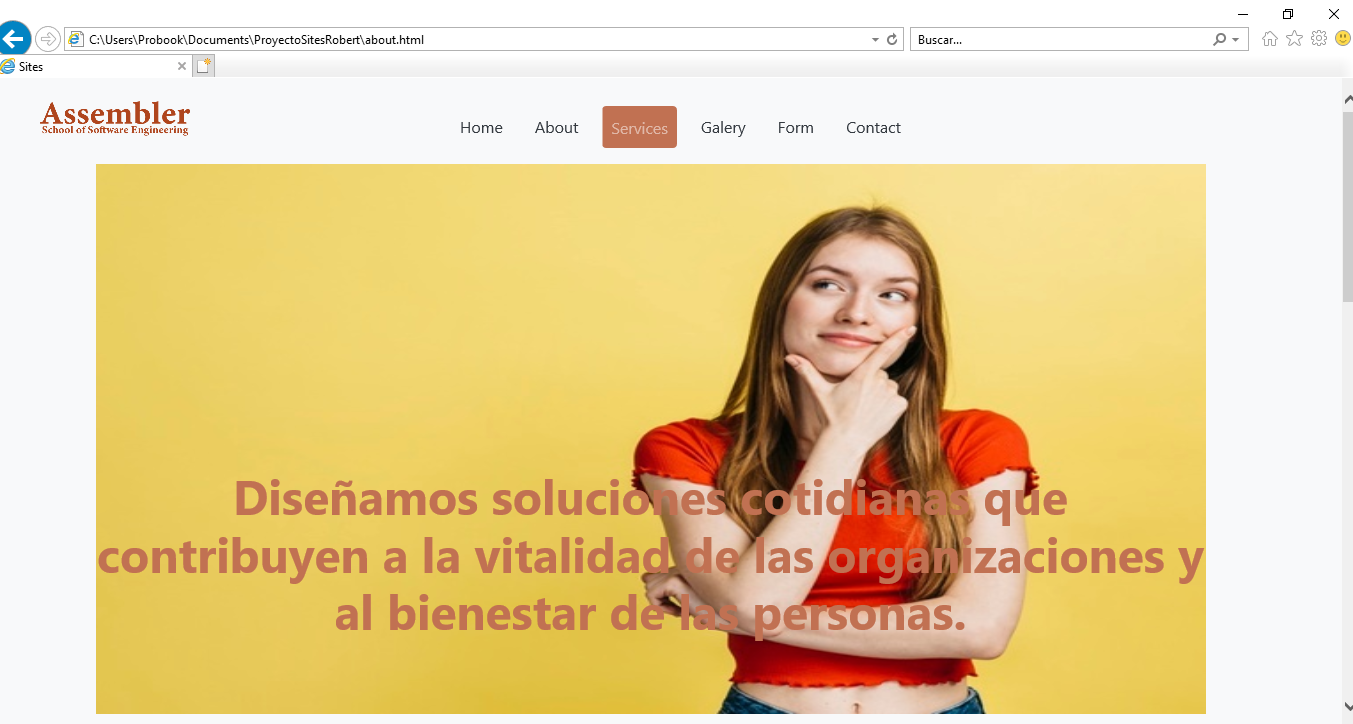 C:\Users\Probook\Documents\ProyectoSitesRobert\about.html
Buscar...
Sites
Assembler
School of Software Engineering
Home About Services Galery Form Contact
Diseñamos soluciones cotidianas que
contribuyen a la vitalidad de las organizaciones y
al bienestar de las personas.